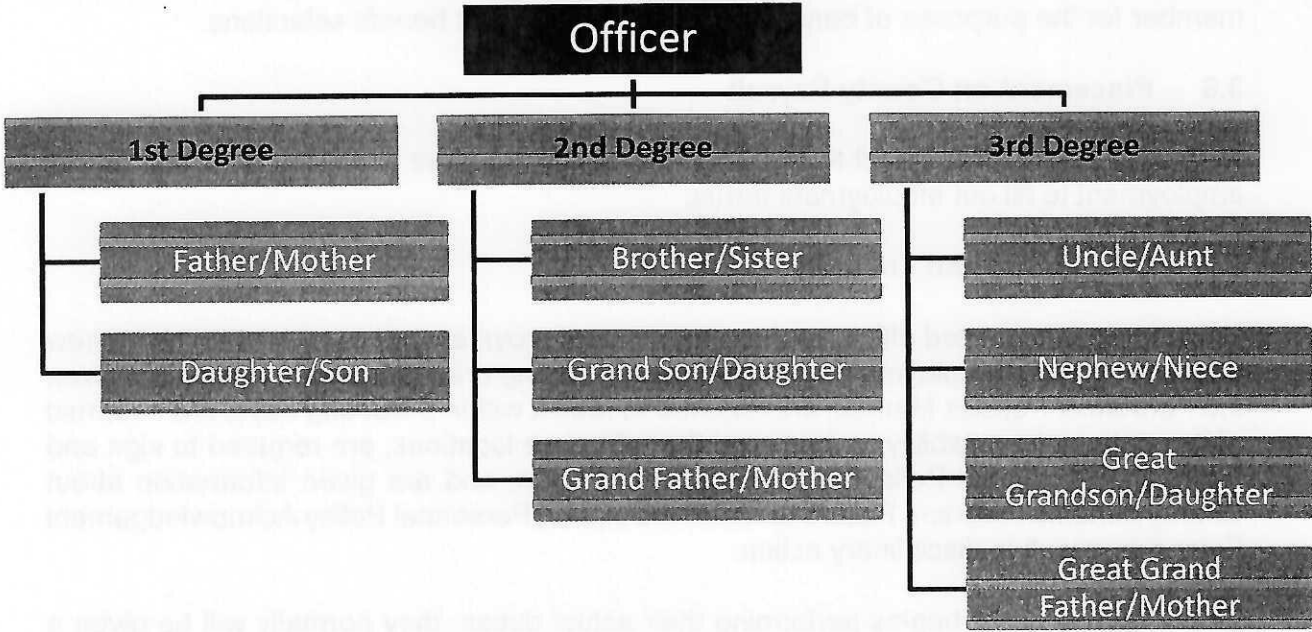 Officer
1st Degree
2nd Degree
3rd Degree
Father/Mother
Daughter/Son
Brother/Sister
Grand Son/Daughter
Grand Father/Mother
Uncle/Aunt
Nephew/Niece
Great
Grandson/Daughter
Great Grand
Father/Mother